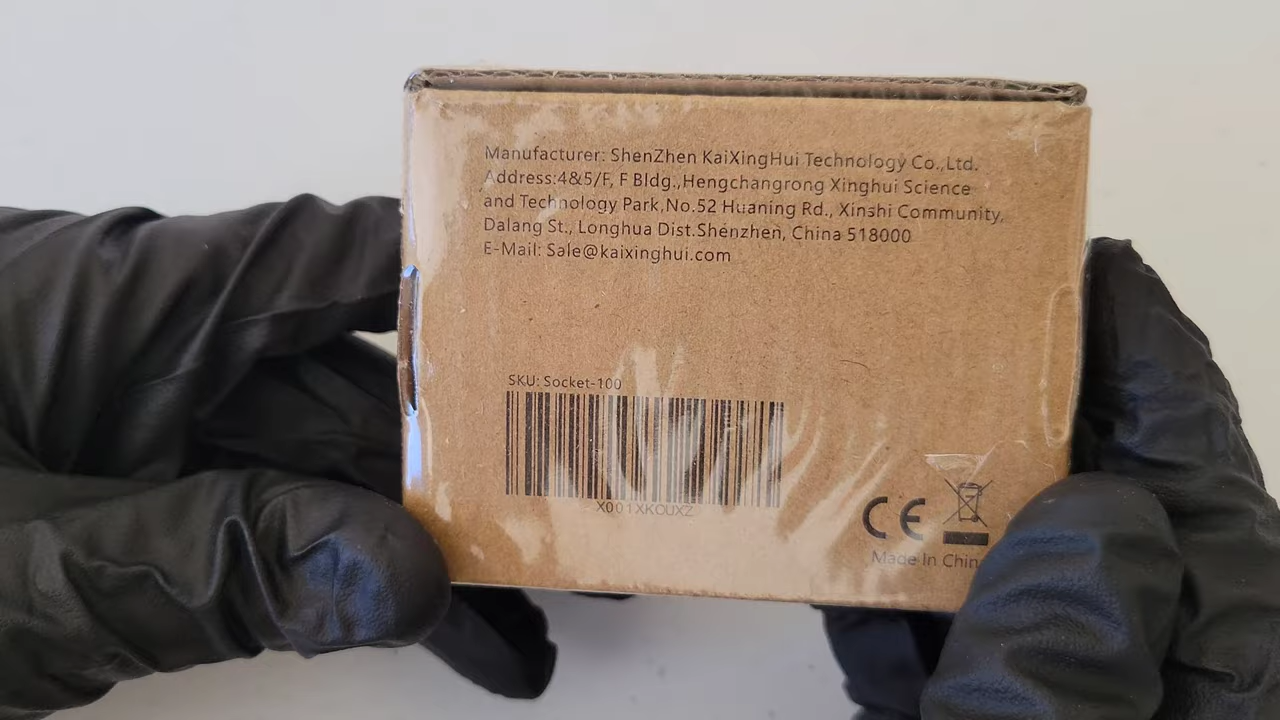 Manufacturer: ShenZhen KaiXingHui Technology Co.,Ltd.
Address:4&5/F, F Bldg.,Hengchangrong Xinghui Science
and Technology Park,No.52 Huaning Rd., Xinshi Community,
Dalang St., Longhua Dist.Shenzhen, China 518000
E-Mail: Sale@kaixinghui.com
SKU: Socket-100
X001XKOUXZ
CE
Made In Chin